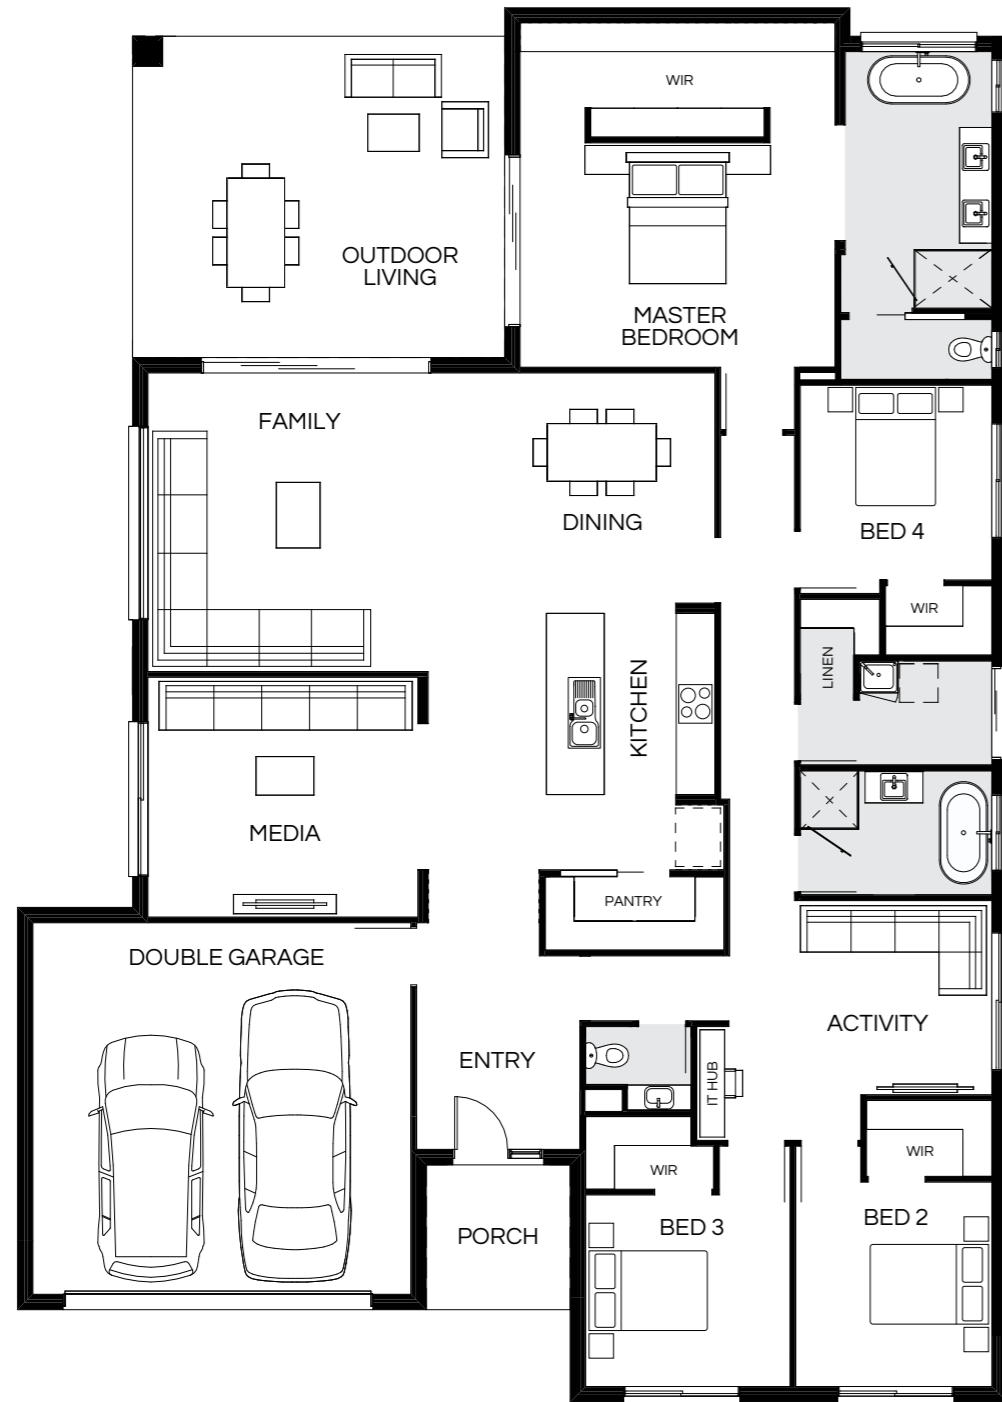 WIR
OUTDOOR
LIVING
MASTER
BEDROOM
FAMILY
DINING
BED 4
WIR
KITCHEN
LINEN
MEDIA
PANTRY
DOUBLE GARAGE
ACTIVITY
ENTRY
IT HUB
WIR
WIR
PORCH
BED 3
BED 2